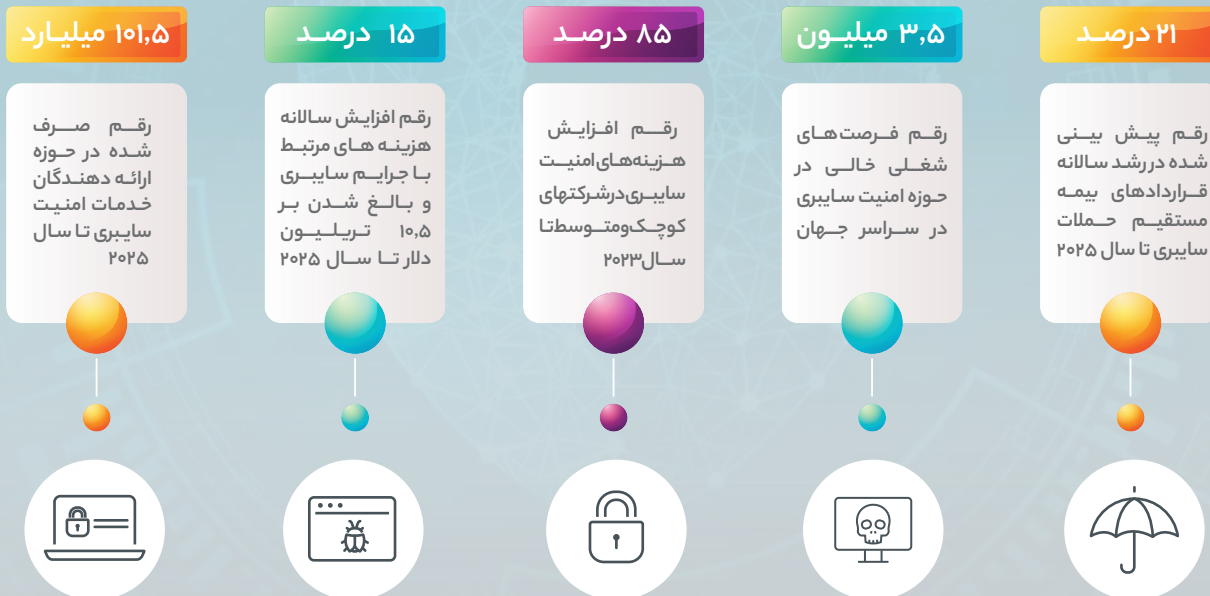 ۲۱ درصد
رقم پیش بینی
شده در رشد سالانه
قراردادهای بیمه
مستقیم حملات
سایبری تا سال ۲۰۲۵
۳,۵ میلیون
رقم فرصت‌های
شغلی خالی در
حوزه امنیت سایبری
در سراسر جهان
۸۵ درصد
رقم افزایش
هزینه‌های امنیت
سایبری در شرکتهای
کوچک و متوسط تا
سال ۲۰۲۳
۱۵ درصد
رقم افزایش سالانه
هزینه های مرتبط
با جرایم سایبری
و بالغ شدن بر
۱۰,۵ تریلیون
دلار تا سال ۲۰۲۵
۱۰۱,۵ میلیارد
رقم صرف
شده در حوزه
ارائه دهندگان
خدمات امنیت
سایبری تا سال
۲۰۲۵